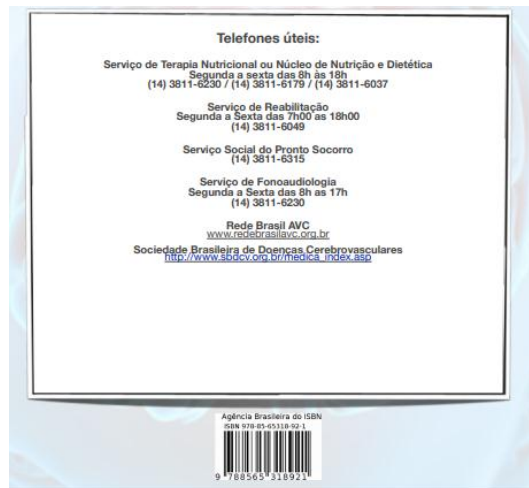 Telefones úteis:
Serviço de Terapia Nutricional ou Núcleo de Nutrição e Dietética
Segunda a sexta das 8h às 18h
(14) 3811-6230 / (14) 3811-6179 / (14) 3811-6037
Serviço de Reabilitação
Segunda a Sexta das 7h00 as 18h00
(14) 3811-6049
Serviço Social do Pronto Socorro
(14) 3811-6315
Serviço de Fonoaudiologia
Segunda a Sexta das 8h as 17h
(14) 3811-6230
Rede Brasil AVC
www.redebrasilavc.org.br
Sociedade Brasileira de Doenças Cerebrovasculares
http://www.sbdcv.org.br/medica_index.asp
Agência Brasileira do ISBN
ISBN 978-85-65318-92-1
9 788565 318921